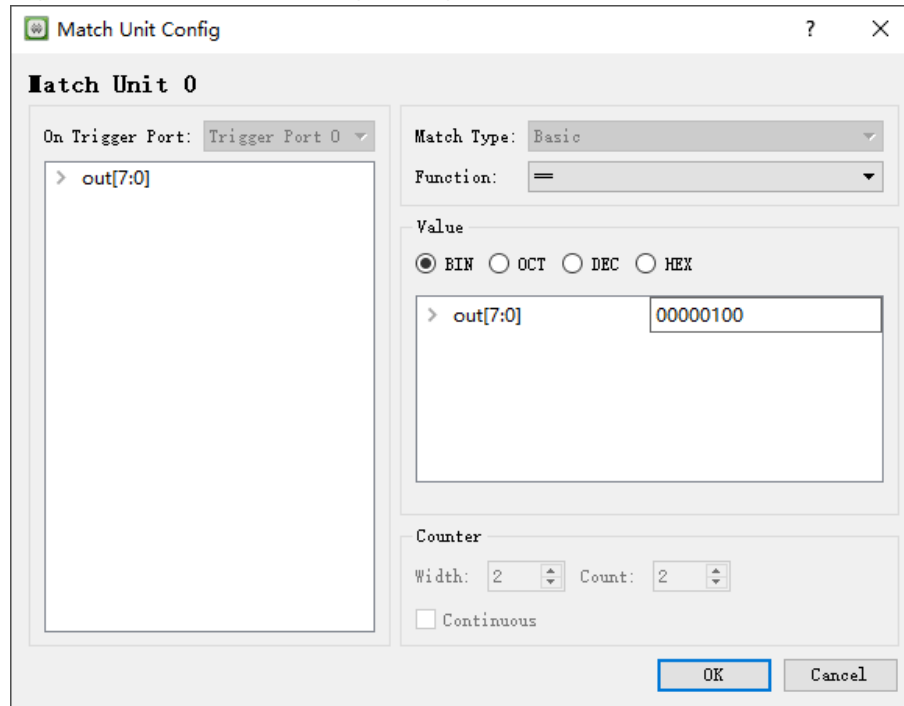 Match Unit Config
?
Match Unit 0
On Trigger Port: Trigger Port 0
out[7:0]
Match Type: Basic
Function: ==
Value
BIN OCT DEC HEX
out[7:0] 00000100
Counter
Width: 2 Count: 2
Continuous
OK Cancel